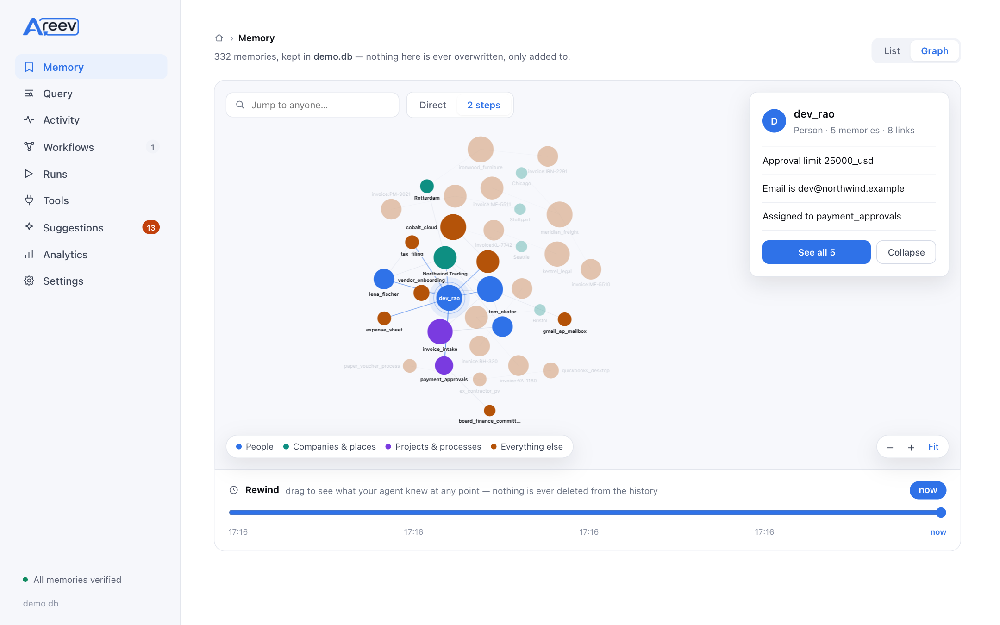 Areev
Memory
Query
Activity
Workflows 1
Runs
Tools
Suggestions 13
Analytics
Settings
All memories verified
demo.db
› Memory
332 memories, kept in demo.db — nothing here is ever overwritten, only added to.
List Graph
Jump to anyone...
Direct 2 steps
D
dev_rao
Person · 5 memories · 8 links
Approval limit 25000_usd
Email is dev@northwind.example
Assigned to payment_approvals
See all 5 Collapse
ironwood_furniture
invoice:IRN-2291
Chicago
invoice:PM-9021
Rotterdam
invoice:MF-5511
Stuttgart
cobalt_cloud
meridian_freight
invoice:KL-7742
tax_filing
Seattle
kestrel_legal
Northwind Trading
vendor_onboarding
invoice:MF-5510
lena_fischer
dev_rao
tom_okafor
Bristol
expense_sheet
gmail_ap_mailbox
invoice_intake
invoice:BH-330
paper_voucher_process
quickbooks_desktop
payment_approvals
invoice:VA-1180
ex_contractor_pv
board_finance_committ...
People Companies & places Projects & processes Everything else
− + Fit
Rewind drag to see what your agent knew at any point — nothing is ever deleted from the history
now
17:16 17:16 17:16 17:16 now